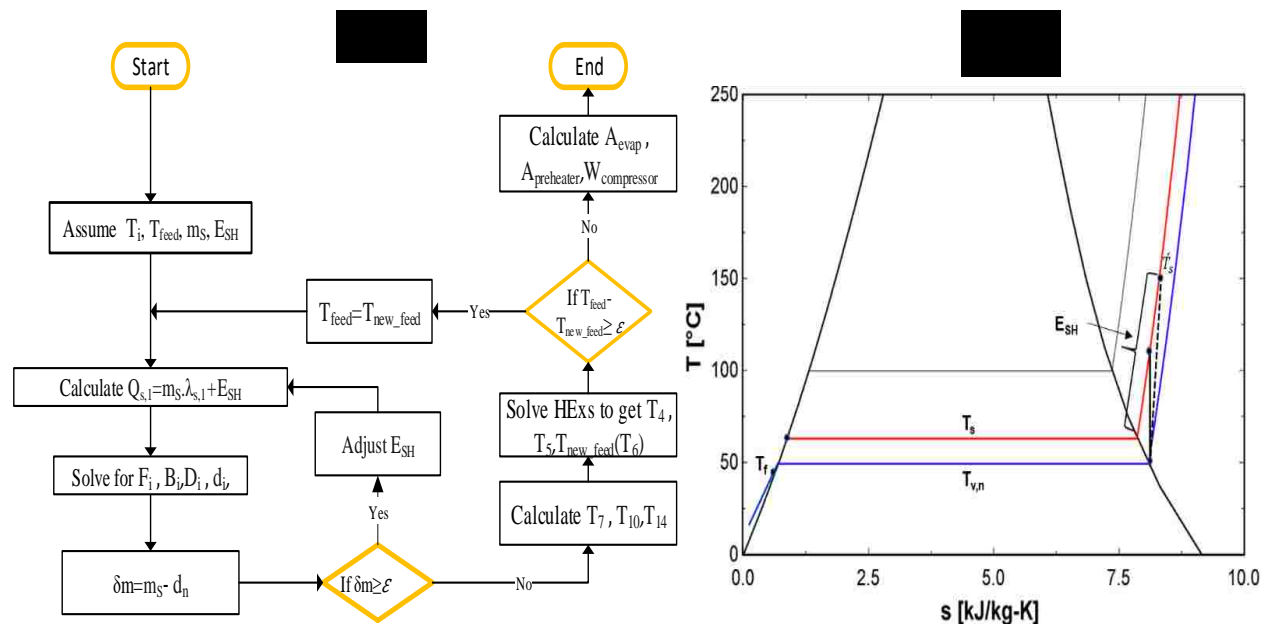 Start
Assume T_i, T_feed, m_S, E_SH
T_feed=T_new_feed
Calculate Q_s,1=m_S.λ_s,1+E_SH
Adjust E_SH
Solve for F_i , B_i,D_i , d_i,
Yes
δm=m_S- d_n
If δm≥ε
No
End
Calculate A_evap ,
A_preheater,W_compressor
No
If T_feed-
T_new_feed≥ ε
Yes
Solve HExs to get T_4 ,
T_5,T_new_feed(T_6)
Calculate T_7 , T_10,T_14
250
200
150
100
50
0
T [°C]
0.0
2.5
5.0
7.5
10.0
s [kJ/kg-K]
T_f
T_s
T_v,n
E_SH
T́_s